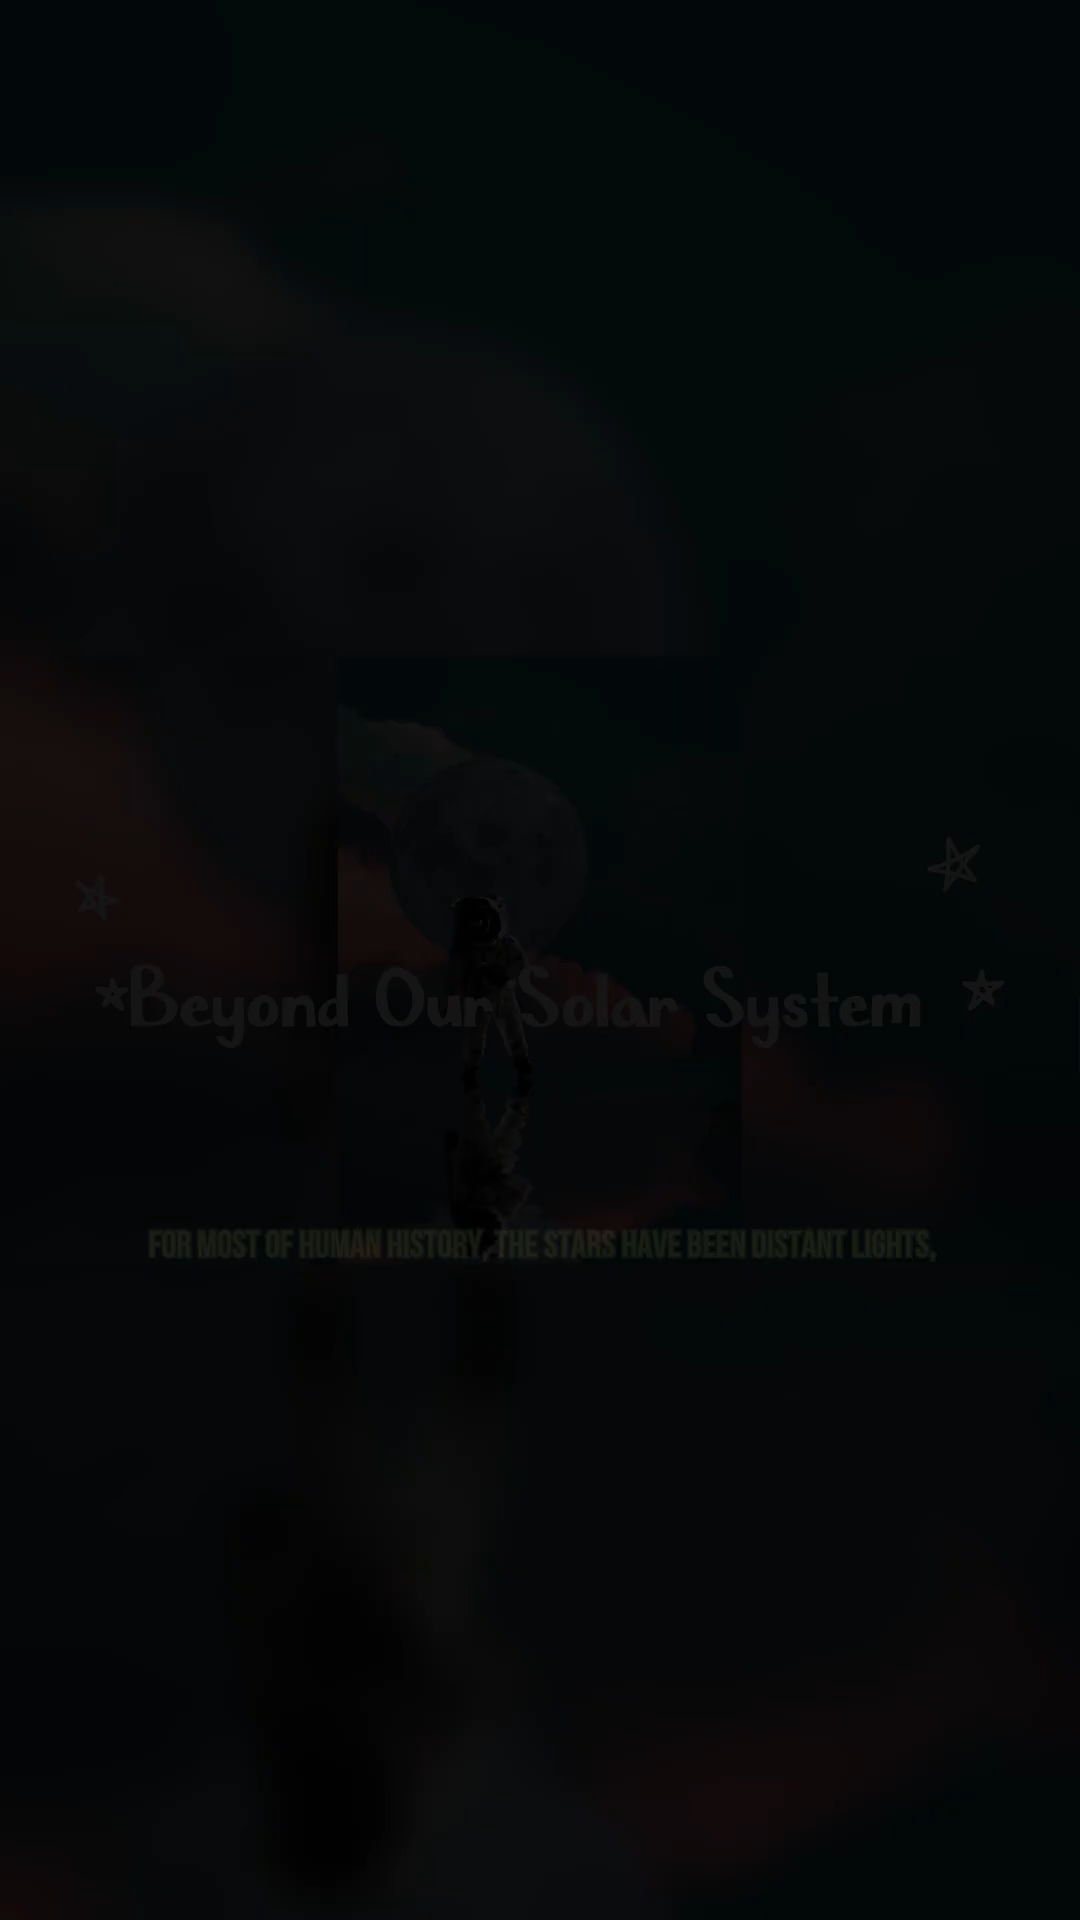 Beyond Our Solar System
FOR MOST OF HUMAN HISTORY, THE STARS HAVE BEEN DISTANT LIGHTS,